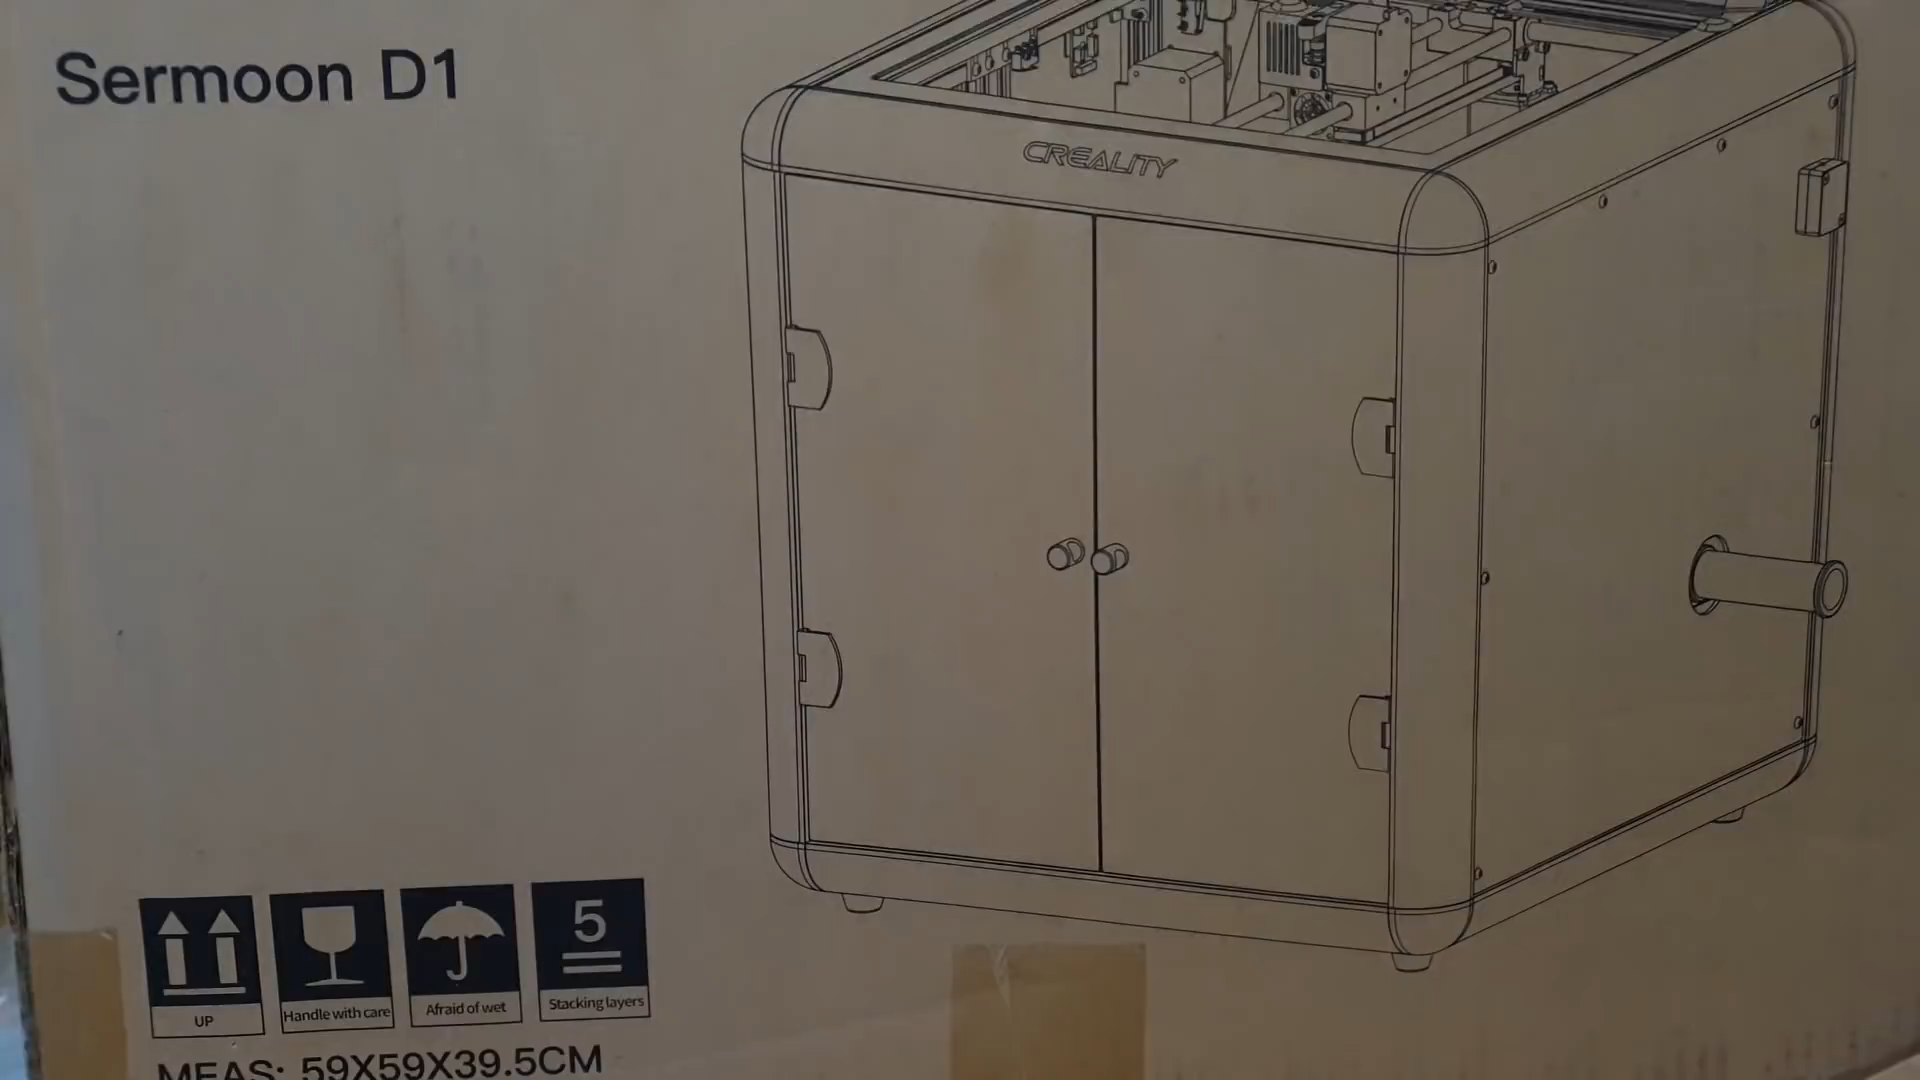 Sermoon D1
CREALITY
5
UP
Handle with care
Afraid of wet
Stacking layers
MEAS: 59X59X39.5CM